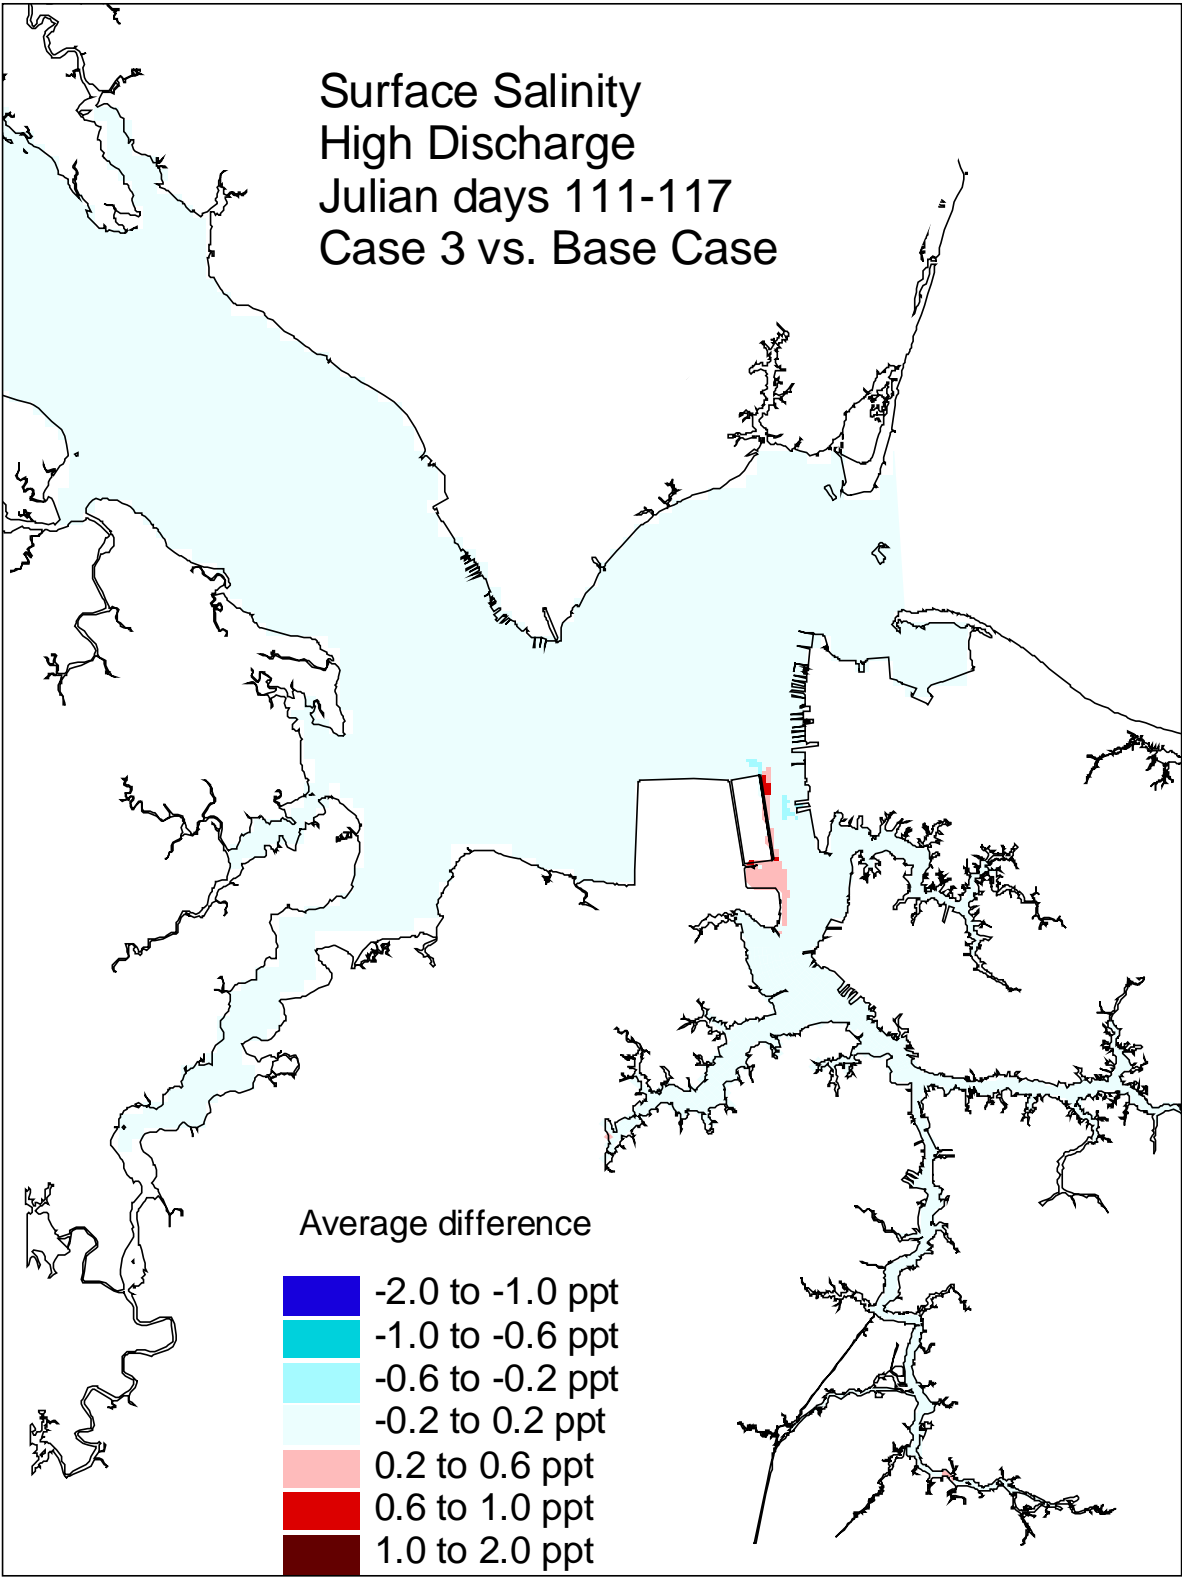 Surface Salinity
High Discharge
Julian days 111-117
Case 3 vs. Base Case
Average difference
-2.0 to -1.0 ppt
-1.0 to -0.6 ppt
-0.6 to -0.2 ppt
-0.2 to 0.2 ppt
0.2 to 0.6 ppt
0.6 to 1.0 ppt
1.0 to 2.0 ppt